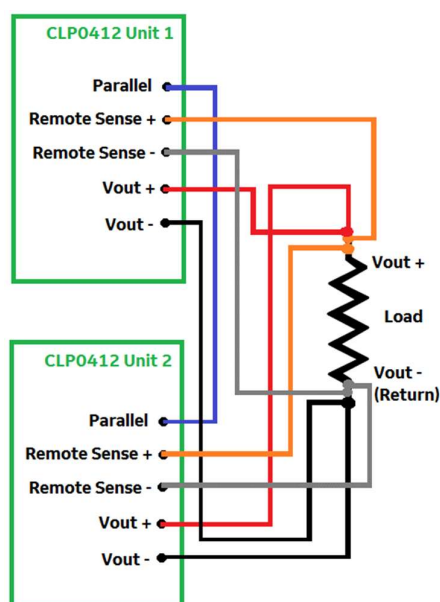 CLP0412 Unit 1
Parallel
Remote Sense +
Remote Sense -
Vout +
Vout -
Vout +
Load
Vout -
(Return)
CLP0412 Unit 2
Parallel
Remote Sense +
Remote Sense -
Vout +
Vout -